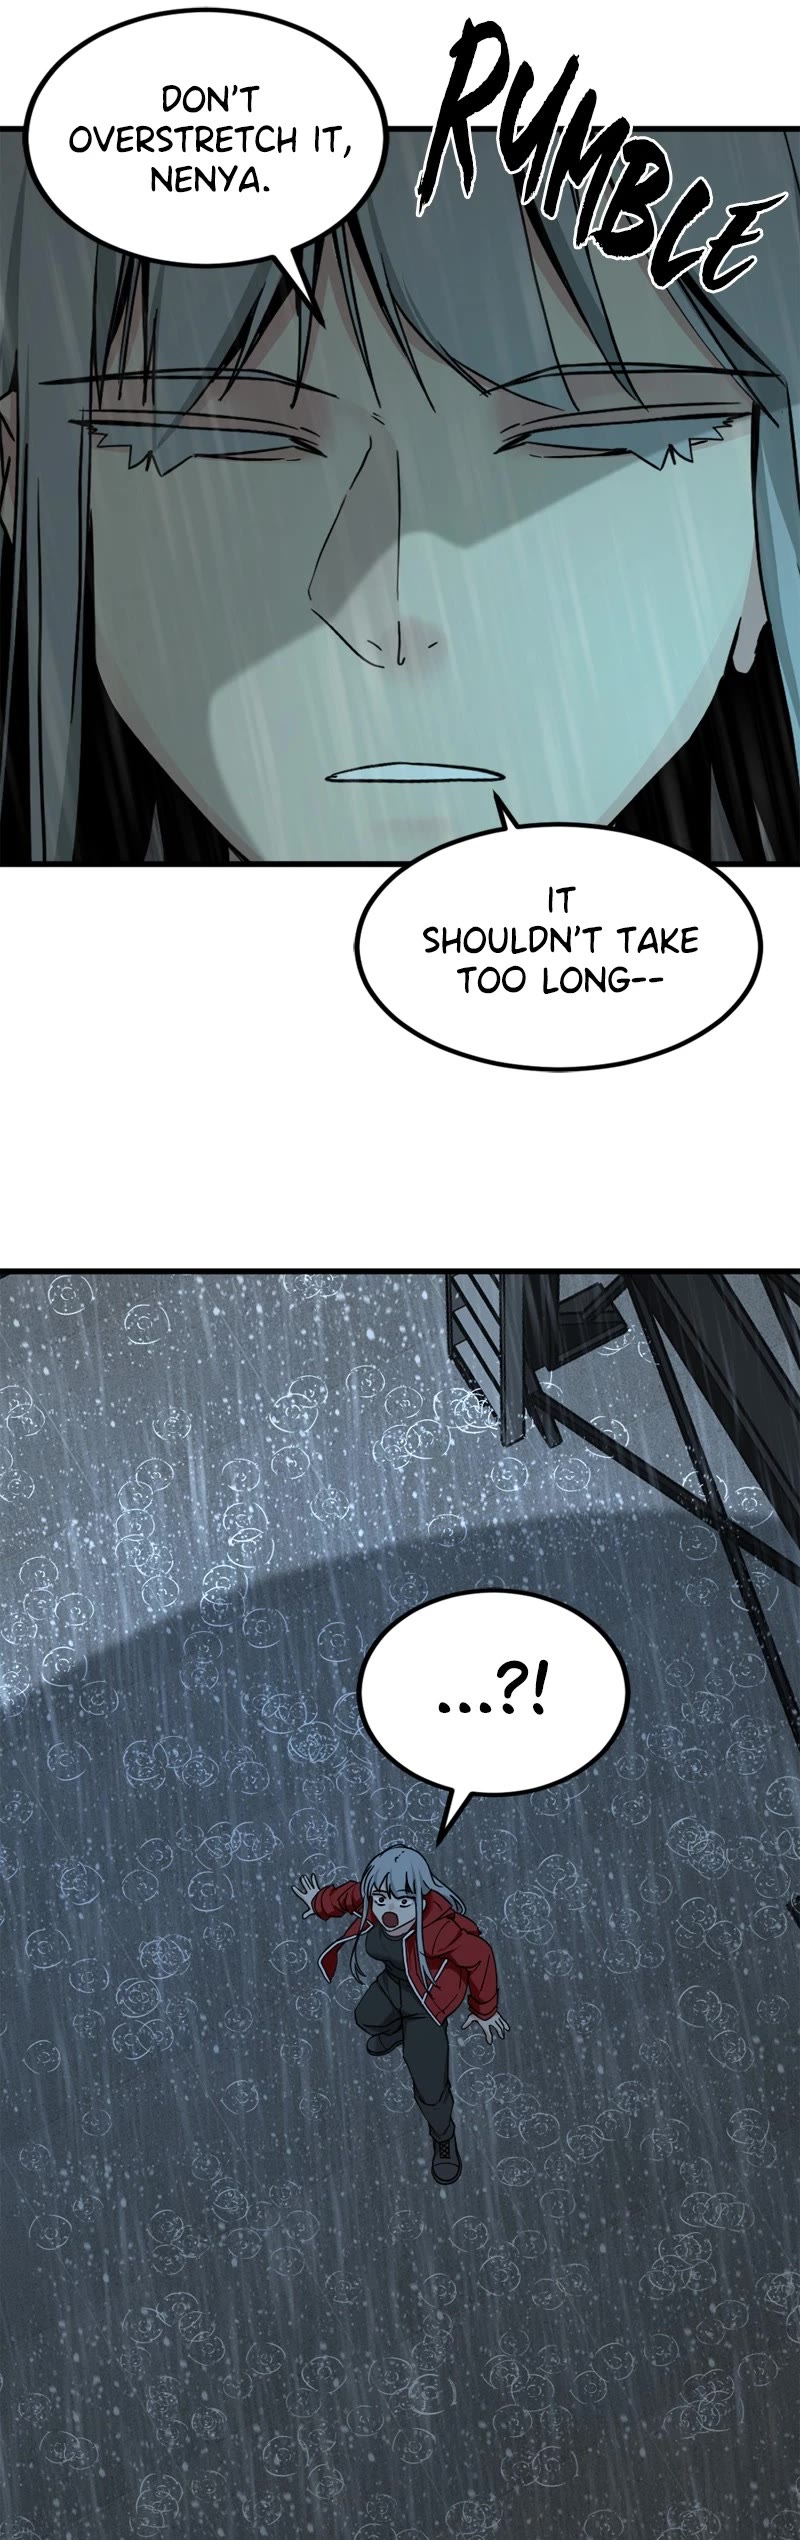 DON'T
OVERSTRETCH IT,
NENYA.
RUMBLE
IT
SHOULDN'T TAKE
TOO LONG--
...?!